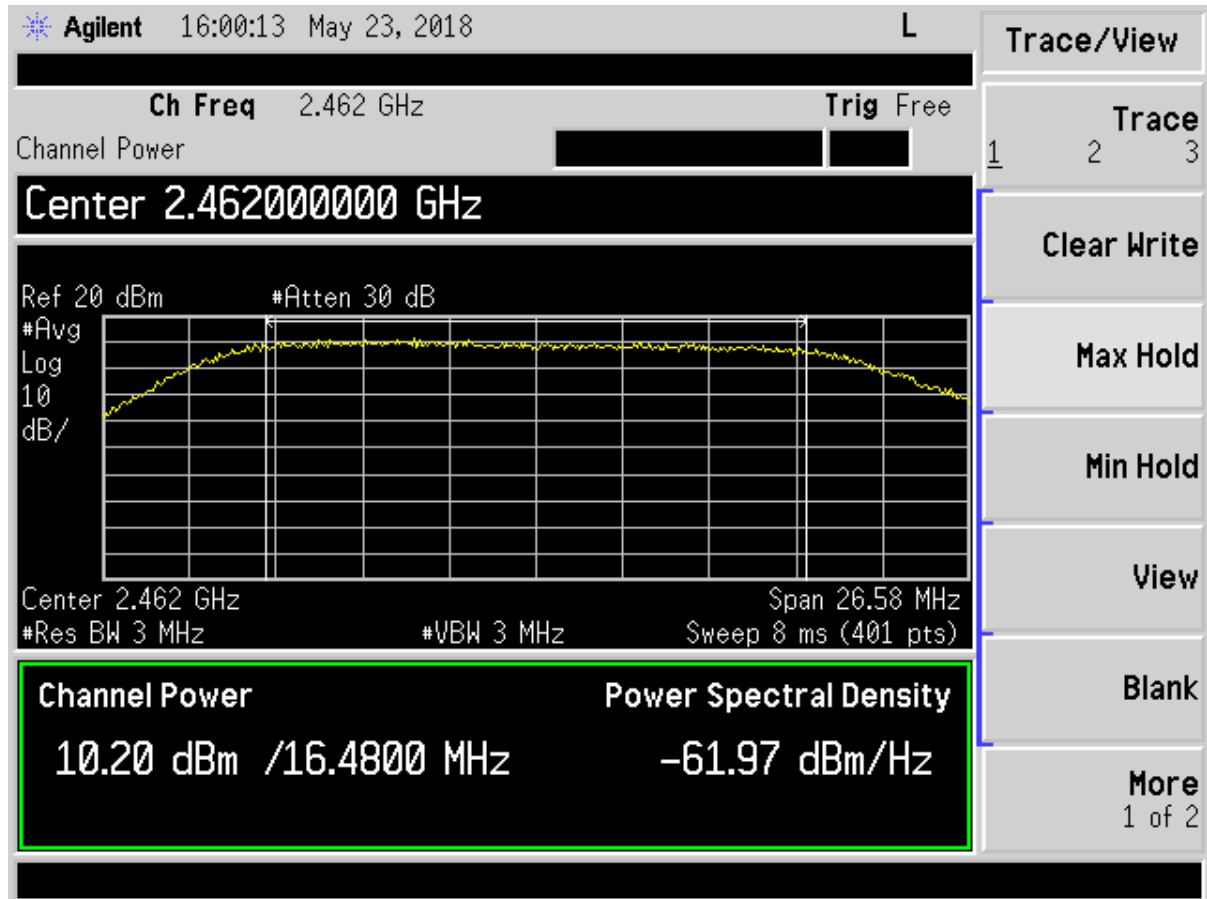 Agilent 16:00:13 May 23, 2018 L
Trace/View
Ch Freq 2.462 GHz Trig Free
Channel Power
Trace
1 2 3
Center 2.462000000 GHz
Clear Write
Ref 20 dBm #Atten 30 dB
#Avg
Log
10
dB/
Max Hold
Min Hold
View
Center 2.462 GHz Span 26.58 MHz
#Res BW 3 MHz #VBW 3 MHz Sweep 8 ms (401 pts)
Channel Power Power Spectral Density
10.20 dBm /16.4800 MHz -61.97 dBm/Hz
Blank
More
1 of 2